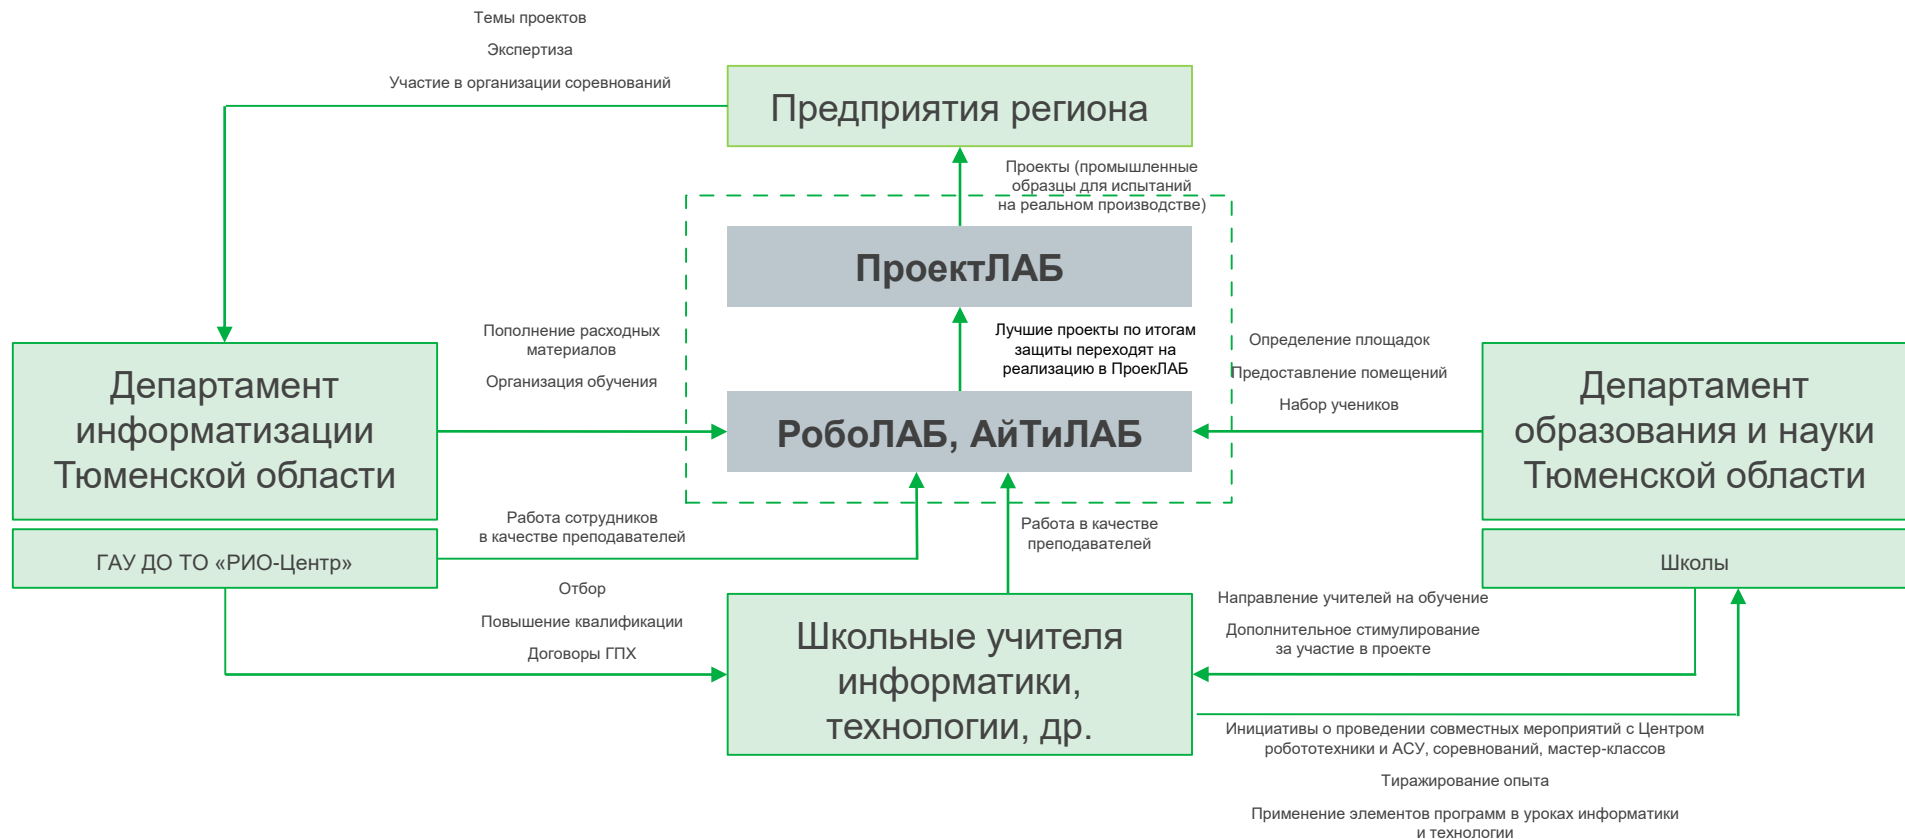 Темы проектов
Экспертиза
Участие в организации соревнований
Предприятия региона
Проекты (промышленные
образцы для испытаний
на реальном производстве)
ПроектЛАБ
Пополнение расходных
материалов
Организация обучения
Лучшие проекты по итогам
защиты переходят на
реализацию в ПроекЛАБ
Определение площадок
Предоставление помещений
Набор учеников
Департамент
информатизации
Тюменской области
РобоЛАБ, АйТиЛАБ
Департамент
образования и науки
Тюменской области
ГАУ ДО ТО «РИО-Центр»
Работа сотрудников
в качестве преподавателей
Работа в качестве
преподавателей
Школы
Отбор
Повышение квалификации
Договоры ГПХ
Школьные учителя
информатики,
технологии, др.
Направление учителей на обучение
Дополнительное стимулирование
за участие в проекте
Инициативы о проведении совместных мероприятий с Центром
робототехники и АСУ, соревнований, мастер-классов
Тиражирование опыта
Применение элементов программ в уроках информатики
и технологии